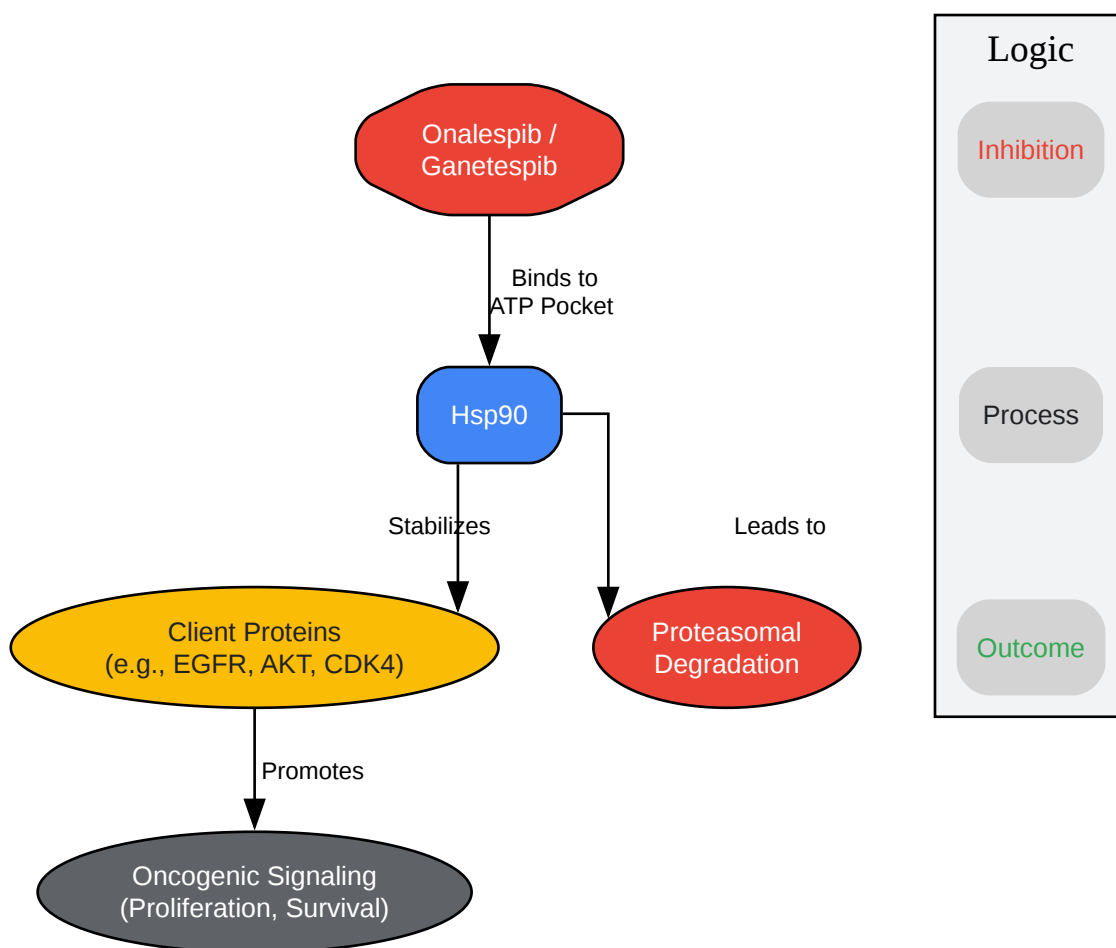 Logic
Onalespib /
Ganetespib
Inhibition
Binds to
ATP Pocket
Hsp90
Process
Stabilizes
Leads to
Client Proteins
(e.g., EGFR, AKT, CDK4)
Proteasomal
Degradation
Outcome
Promotes
Oncogenic Signaling
(Proliferation, Survival)